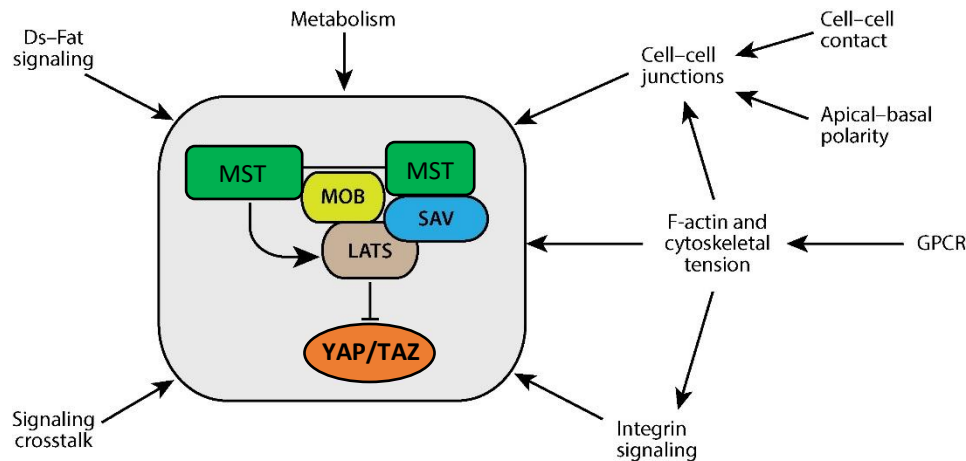 Metabolism
Ds–Fat
signaling
Cell–cell
contact
Cell–cell
junctions
Apical–basal
polarity
MST
MST
MOB
SAV
LATS
F-actin and
cytoskeletal
tension
GPCR
YAP/TAZ
Signaling
crosstalk
Integrin
signaling